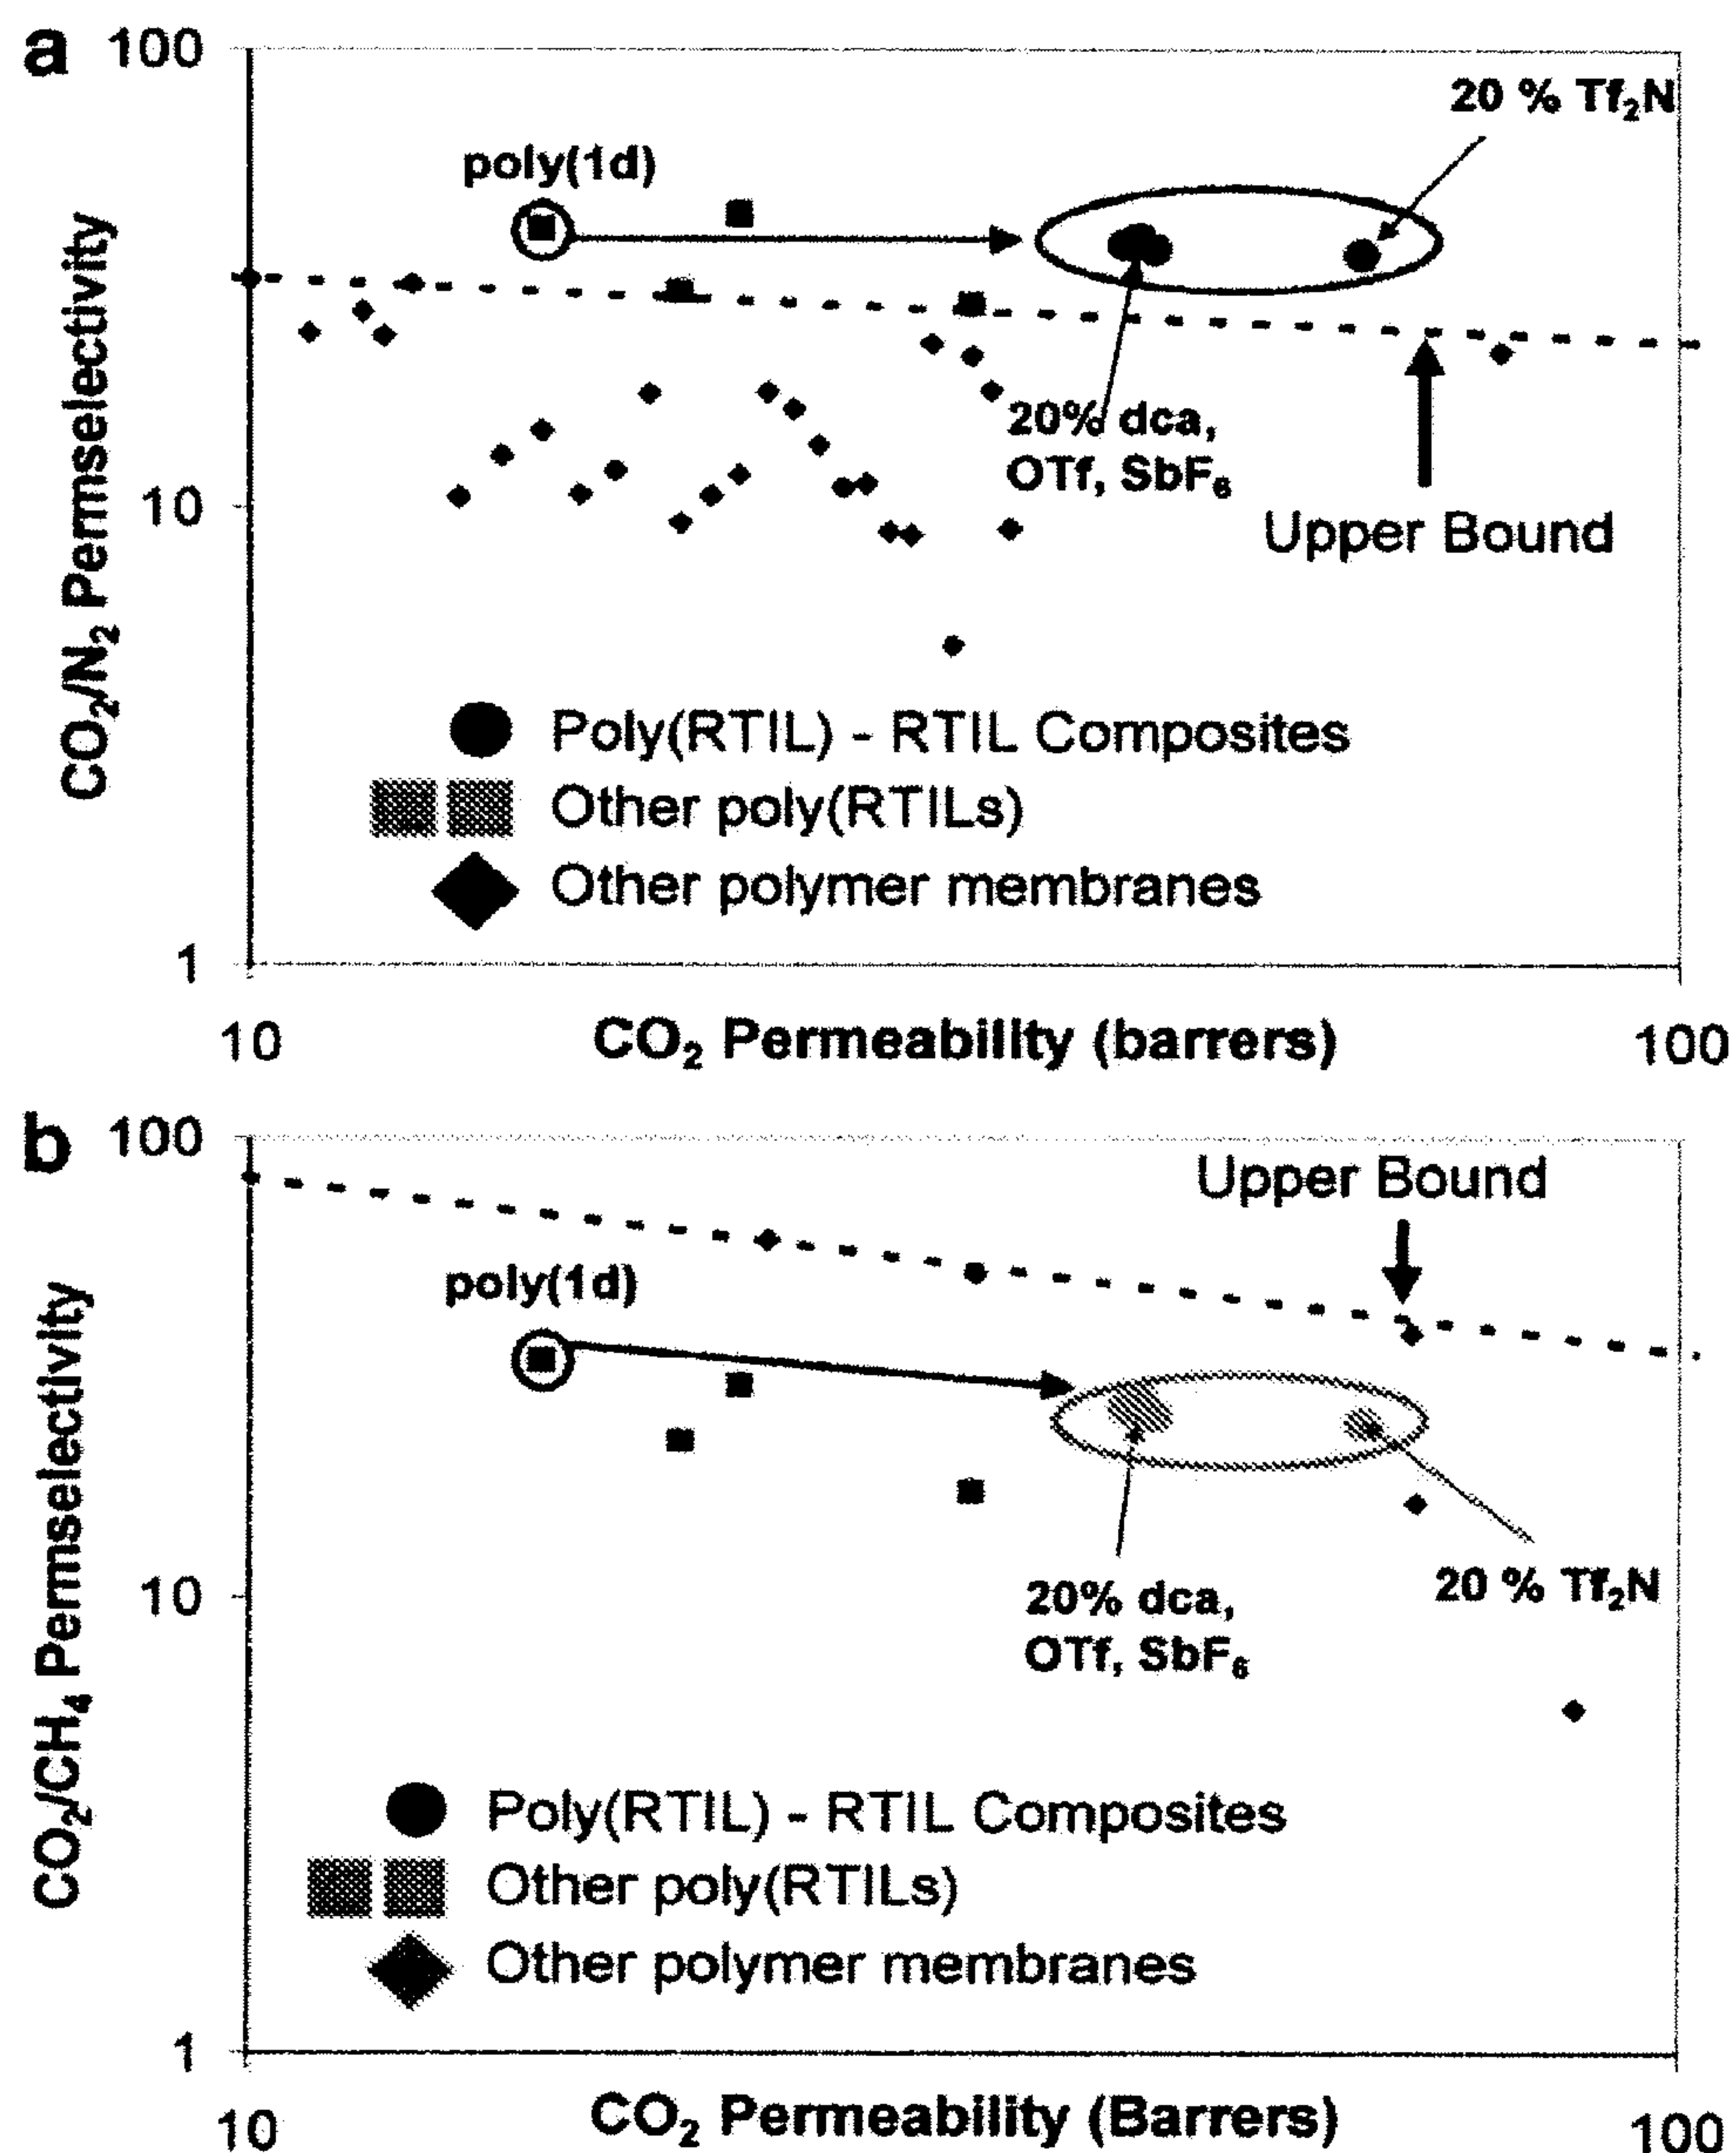 a
100
20 % Tf₂N
poly(1d)
CO₂/N₂ Permselectivity
20% dca,
OTf, SbF₆
10
Upper Bound
Poly(RTIL) - RTIL Composites
Other poly(RTILs)
Other polymer membranes
1
10
CO₂ Permeability (barrers)
100
b
100
Upper Bound
poly(1d)
CO₂/CH₄ Permselectivity
10
20% dca,
OTf, SbF₆
20 % Tf₂N
Poly(RTIL) - RTIL Composites
Other poly(RTILs)
Other polymer membranes
1
10
CO₂ Permeability (Barrers)
100